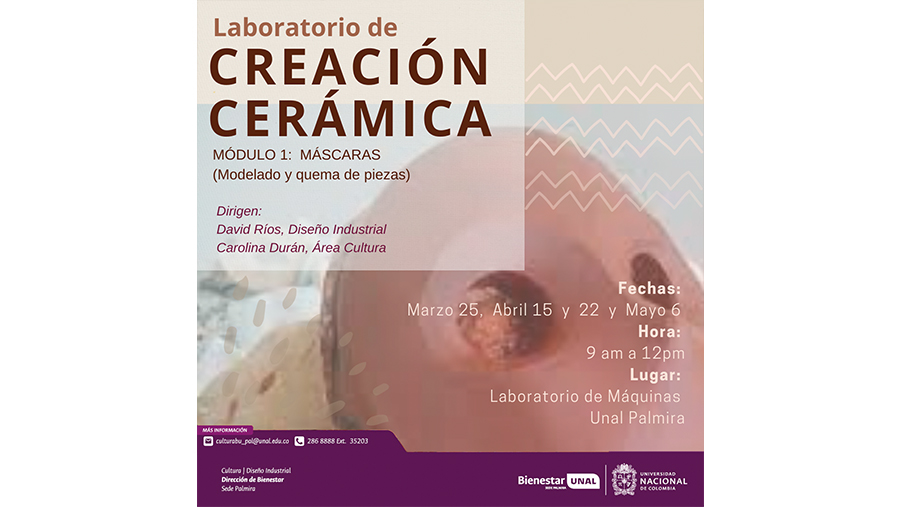 Laboratorio de
CREACIÓN
CERÁMICA
MÓDULO 1: MÁSCARAS
(Modelado y quema de piezas)
Dirigen:
David Ríos, Diseño Industrial
Carolina Durán, Área Cultura
Fechas:
Marzo 25, Abril 15 y 22 y Mayo 6
Hora:
9 am a 12pm
Lugar:
Laboratorio de Máquinas
Unal Palmira
MÁS INFORMACIÓN
culturabu_pal@unal.edu.co 286 8888 Ext. 35203
Cultura | Diseño Industrial
Dirección de Bienestar
Sede Palmira
Bienestar UNAL
SEDE PALMIRA
UNIVERSIDAD
NACIONAL
DE COLOMBIA